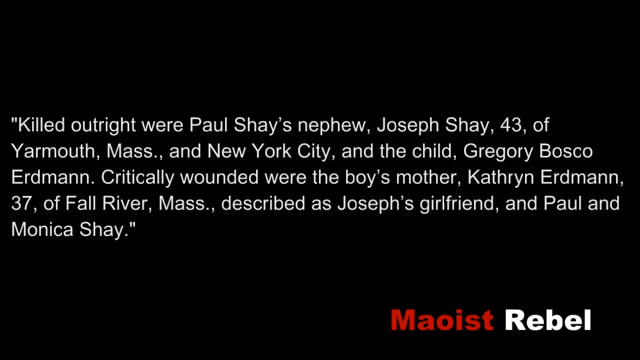 "Killed outright were Paul Shay’s nephew, Joseph Shay, 43, of
Yarmouth, Mass., and New York City, and the child, Gregory Bosco
Erdmann. Critically wounded were the boy’s mother, Kathryn Erdmann,
37, of Fall River, Mass., described as Joseph’s girlfriend, and Paul and
Monica Shay."
Maoist Rebel